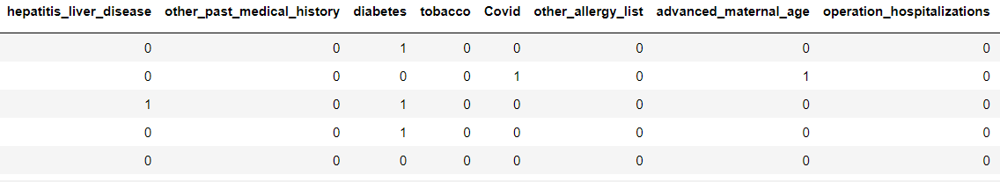 hepatitis_liver_disease other_past_medical_history diabetes tobacco Covid other_allergy_list advanced_maternal_age operation_hospitalizations
0 0 1 0 0 0 0 0
0 0 0 0 1 0 1 0
1 0 1 0 0 0 0 0
0 0 1 0 0 0 0 0
0 0 0 0 0 0 0 0